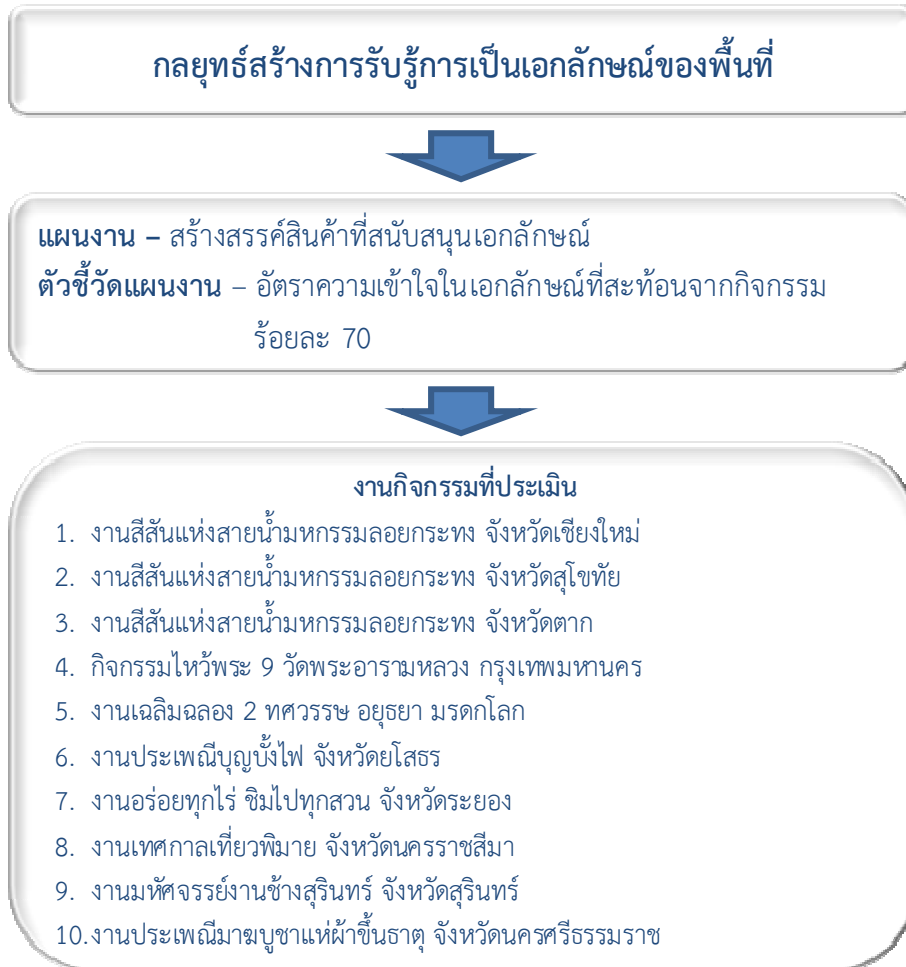 กลยุทธ์สร้างการรับรู้การเป็นเอกลักษณ์ของพื้นที่
แผนงาน – สร้างสรรค์สินค้าที่สนับสนุนเอกลักษณ์
ตัวชี้วัดแผนงาน – อัตราความเข้าใจในเอกลักษณ์ที่สะท้อนจากกิจกรรม
ร้อยละ 70
งานกิจกรรมที่ประเมิน
1. งานสีสันแห่งสายน้ำมหกรรมลอยกระทง จังหวัดเชียงใหม่
2. งานสีสันแห่งสายน้ำมหกรรมลอยกระทง จังหวัดสุโขทัย
3. งานสีสันแห่งสายน้ำมหกรรมลอยกระทง จังหวัดตาก
4. กิจกรรมไหว้พระ 9 วัดพระอารามหลวง กรุงเทพมหานคร
5. งานเฉลิมฉลอง 2 ทศวรรษ อยุธยา มรดกโลก
6. งานประเพณีบุญบั้งไฟ จังหวัดยโสธร
7. งานอร่อยทุกไร่ ชิมไปทุกสวน จังหวัดระยอง
8. งานเทศกาลเที่ยวพิมาย จังหวัดนครราชสีมา
9. งานมหัศจรรย์งานช้างสุรินทร์ จังหวัดสุรินทร์
10.งานประเพณีมาฆบูชาแห่ผ้าขึ้นธาตุ จังหวัดนครศรีธรรมราช